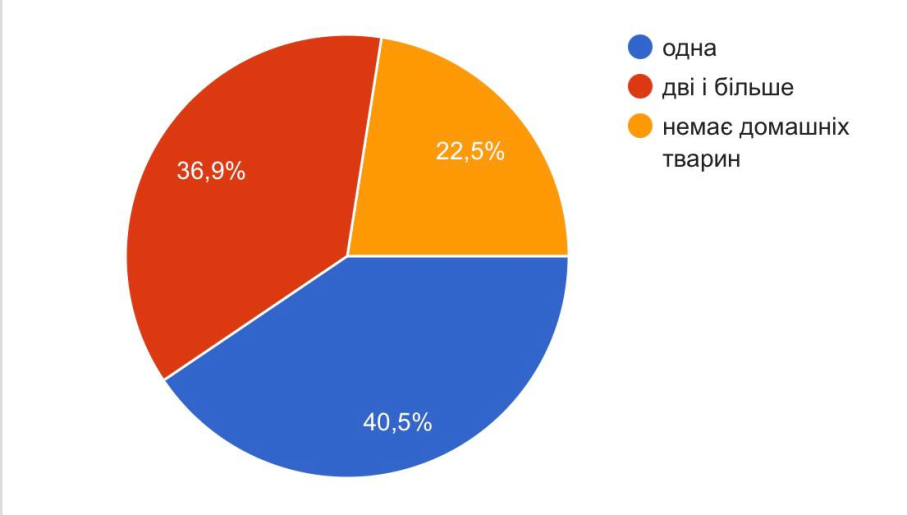 одна
дві і більше
немає домашніх
тварин
22,5%
36,9%
40,5%